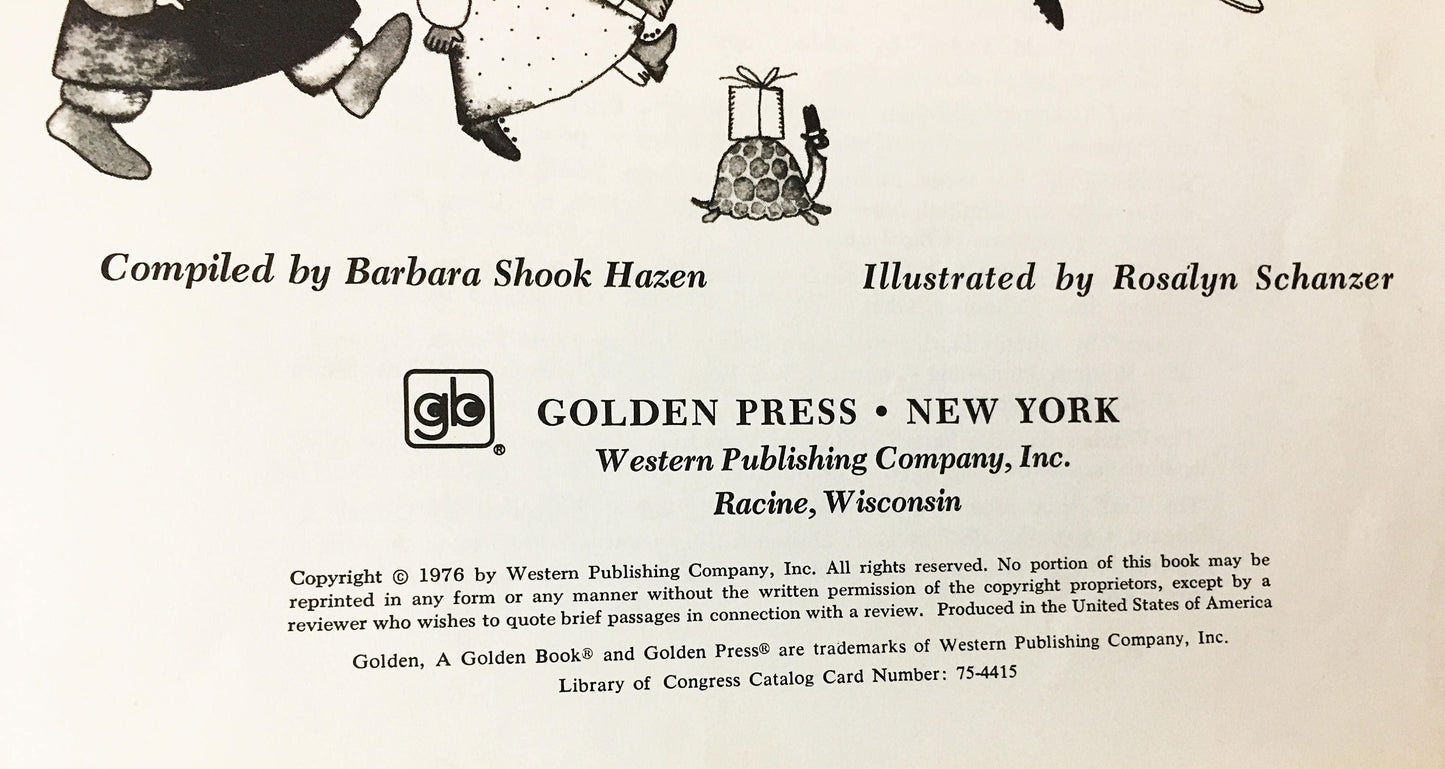 Compiled by Barbara Shook Hazen
Illustrated by Rosalyn Schanzer
gb®
GOLDEN PRESS • NEW YORK
Western Publishing Company, Inc.
Racine, Wisconsin
Copyright © 1976 by Western Publishing Company, Inc. All rights reserved. No portion of this book may be
reprinted in any form or any manner without the written permission of the copyright proprietors, except by a
reviewer who wishes to quote brief passages in connection with a review. Produced in the United States of America
Golden, A Golden Book® and Golden Press® are trademarks of Western Publishing Company, Inc.
Library of Congress Catalog Card Number: 75-4415